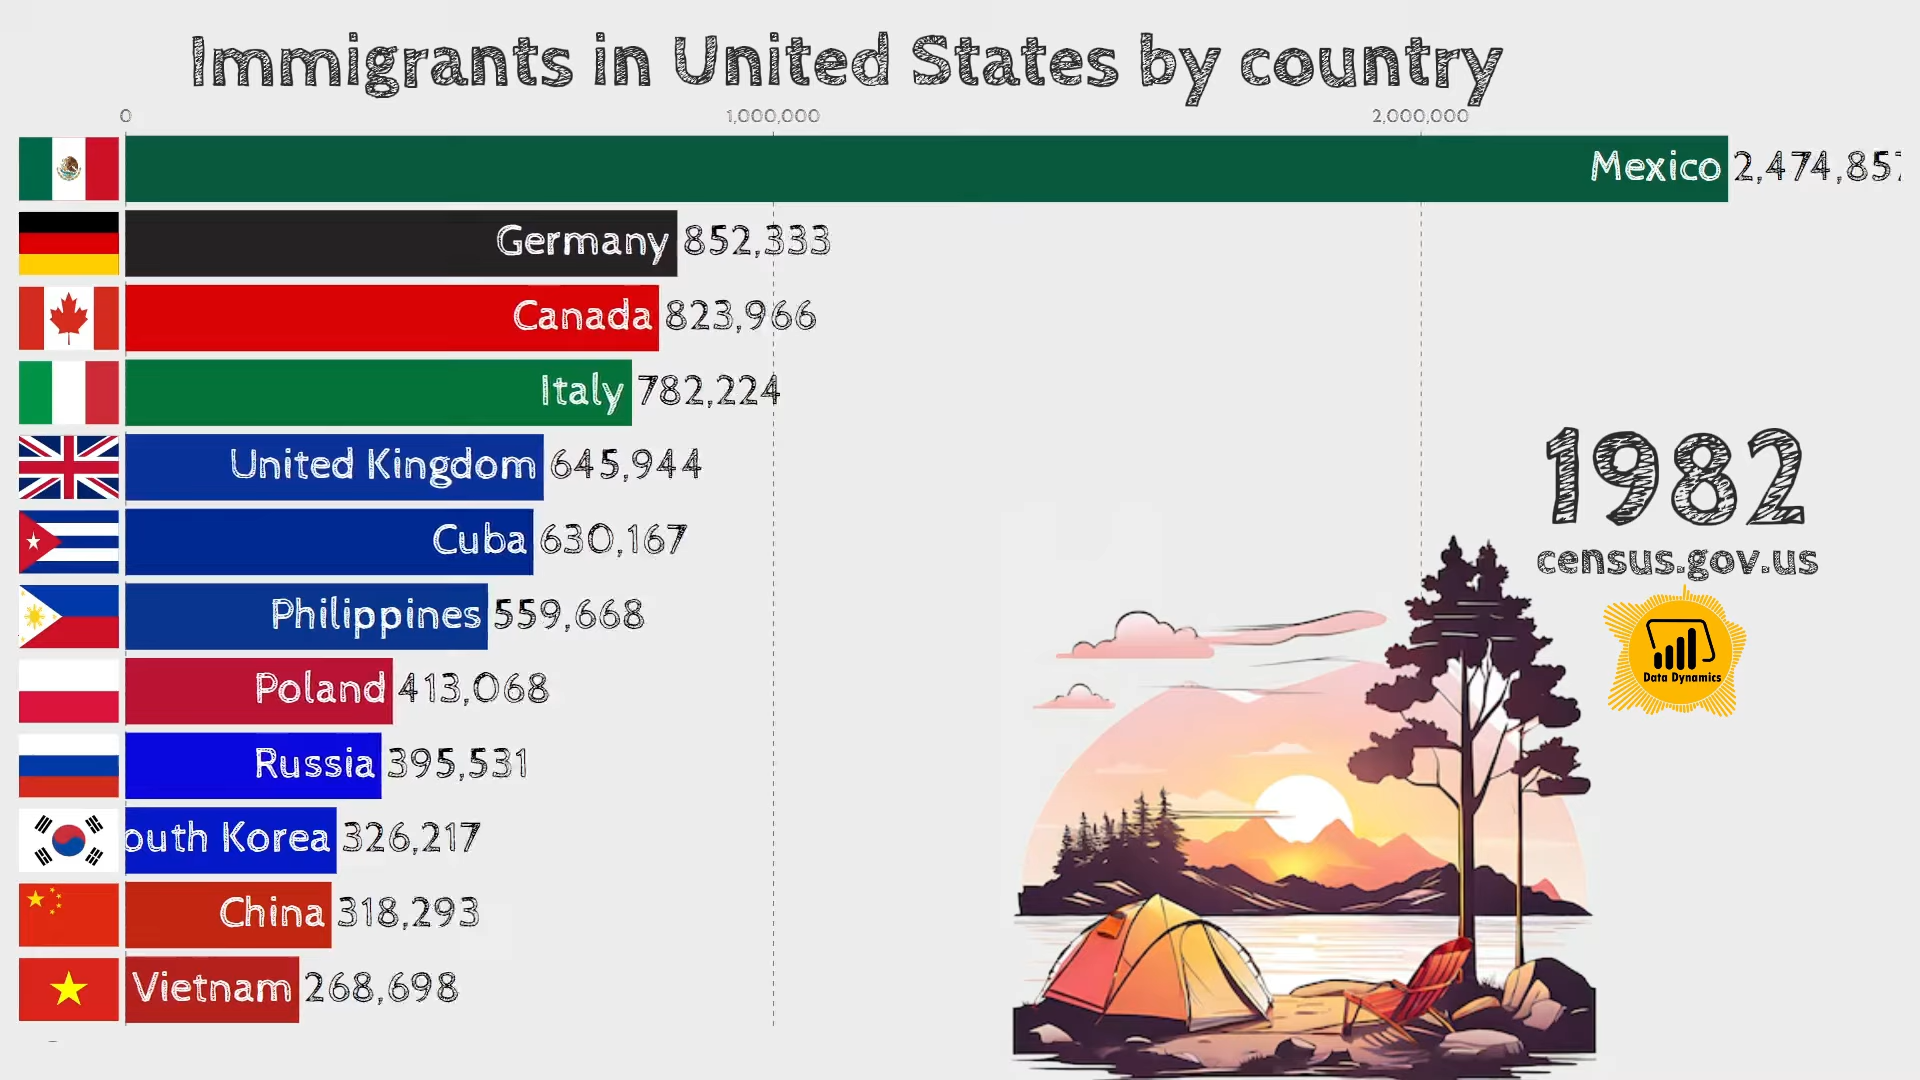 Immigrants in United States by country
0 1,000,000 2,000,000
Mexico 2,474,857
Germany 852,333
Canada 823,966
Italy 782,224
United Kingdom 645,944
Cuba 630,167
Philippines 559,668
Poland 413,068
Russia 395,531
outh Korea 326,217
China 318,293
Vietnam 268,698
1982
census.gov.us
Data Dynamics